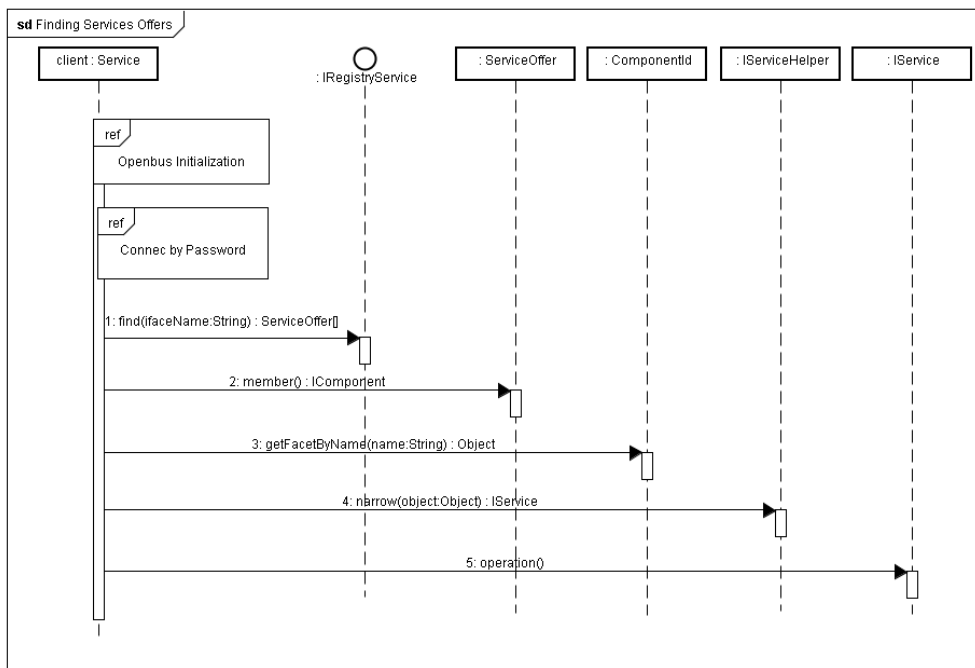 sd Finding Services Offers
client : Service
: IRegistryService
: ServiceOffer
: ComponentId
: IServiceHelper
: IService
ref
Openbus Initialization
ref
Connec by Password
1: find(ifaceName:String) : ServiceOffer[]
2: member() : IComponent
3: getFacetByName(name:String) : Object
4: narrow(object:Object) : IService
5: operation()